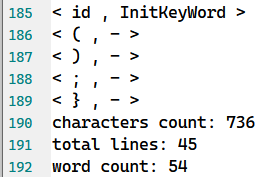 185 < id , InitKeyWord >
186 < ( , - >
187 < ) , - >
188 < ; , - >
189 < } , - >
190 characters count: 736
191 total lines: 45
192 word count: 54